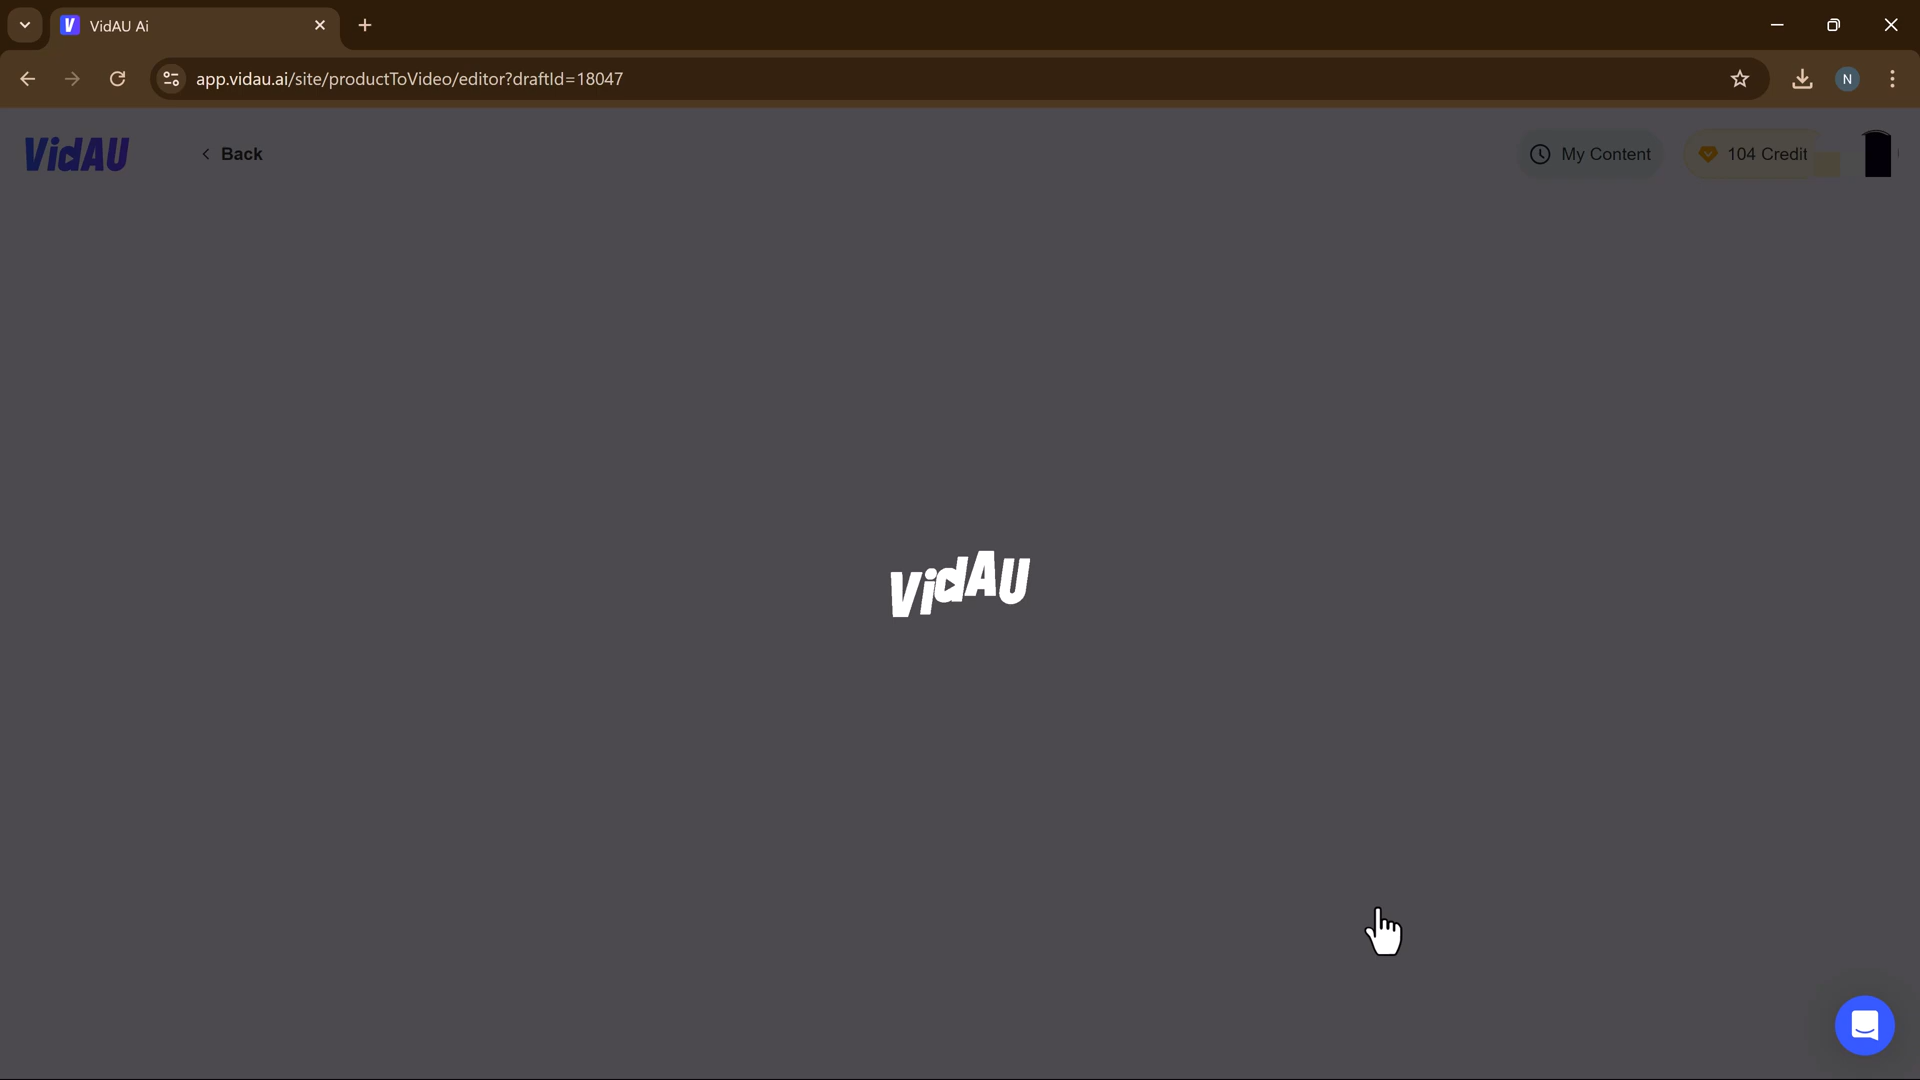 VidAU Ai
app.vidau.ai/site/productToVideo/editor?draftId=18047
N
VidAU
Back
My Content
104 Credit
VidAU